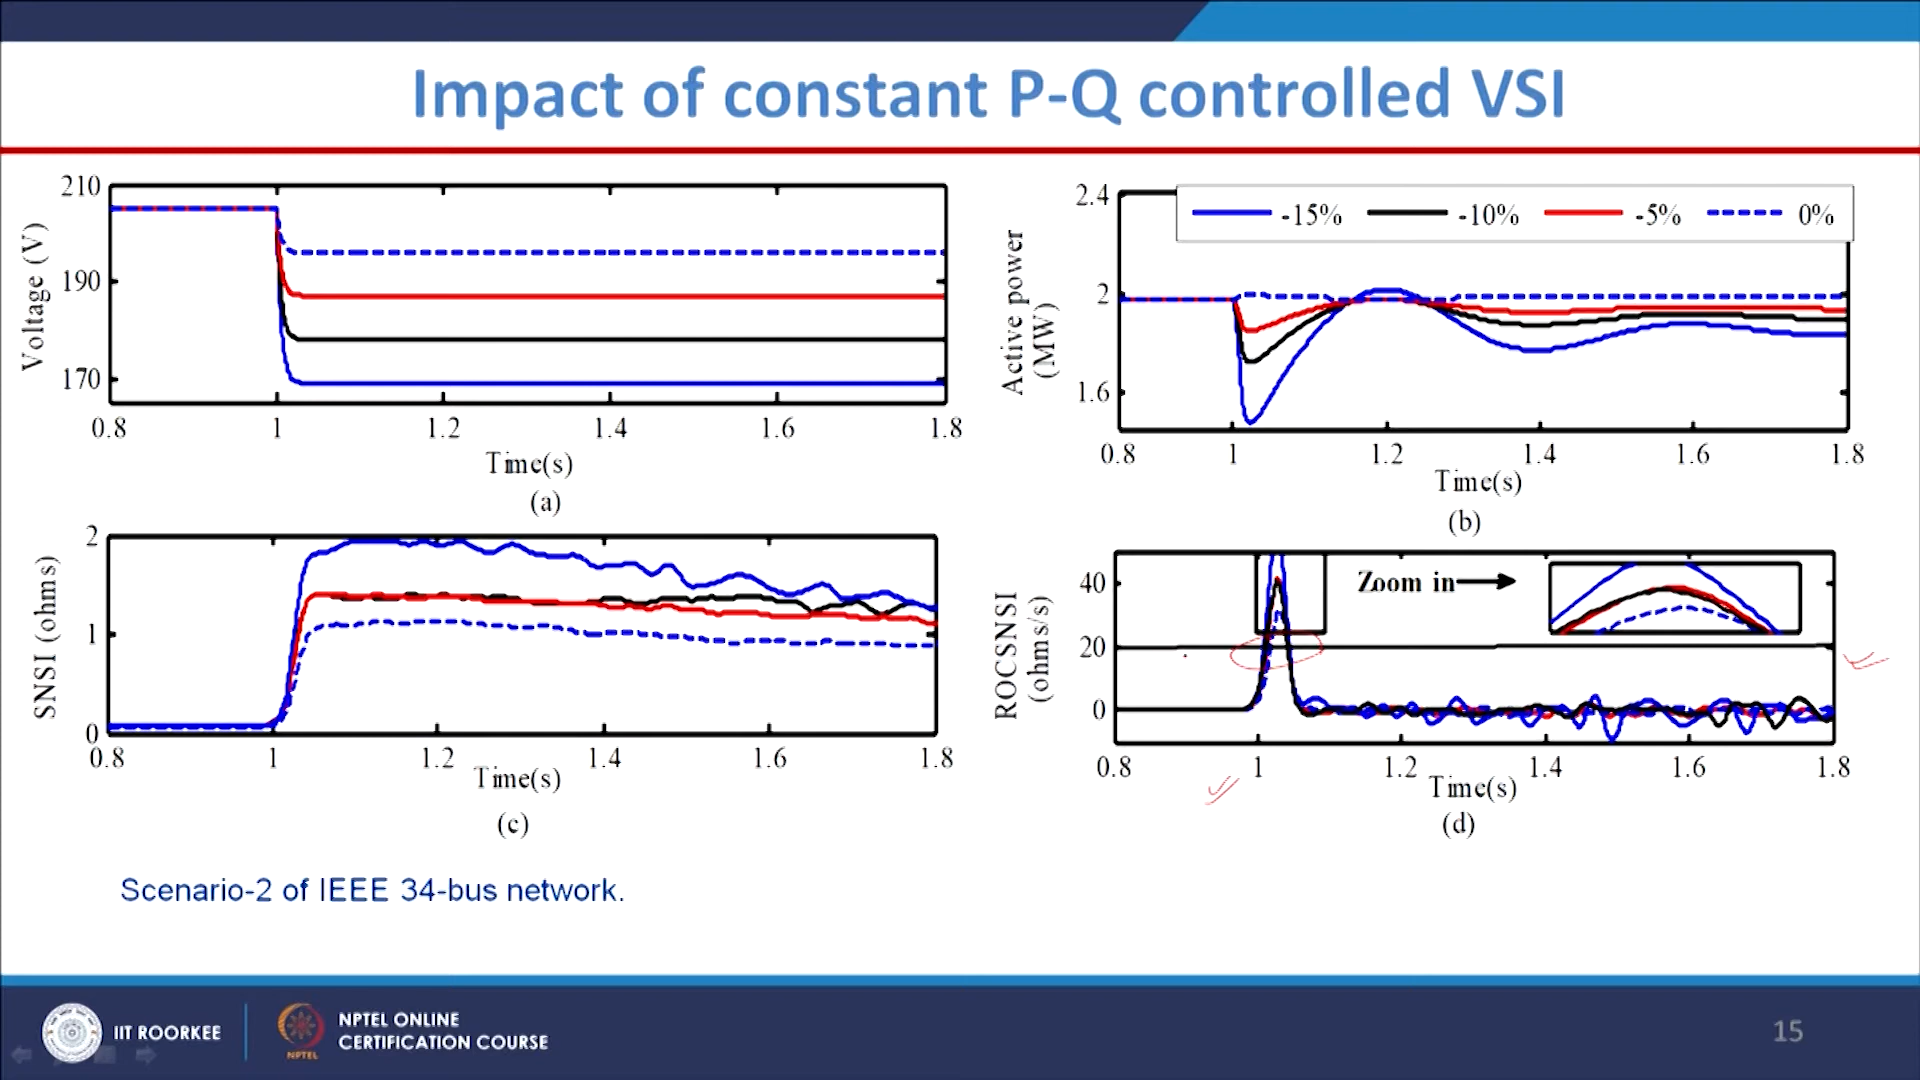 Impact of constant P-Q controlled VSI
210
190
170
Voltage (V)
0.8 1 1.2 1.4 1.6 1.8
Time(s)
(a)
2.4
2
1.6
Active power
(MW)
-15% -10% -5% 0%
0.8 1 1.2 1.4 1.6 1.8
Time(s)
(b)
2
1
0
SNSI (ohms)
0.8 1 1.2 1.4 1.6 1.8
Time(s)
(c)
40
20
0
ROCSNSI
(ohms/s)
Zoom in
0.8 1 1.2 1.4 1.6 1.8
Time(s)
(d)
Scenario-2 of IEEE 34-bus network.
IIT ROORKEE
NPTEL
NPTEL ONLINE
CERTIFICATION COURSE
15